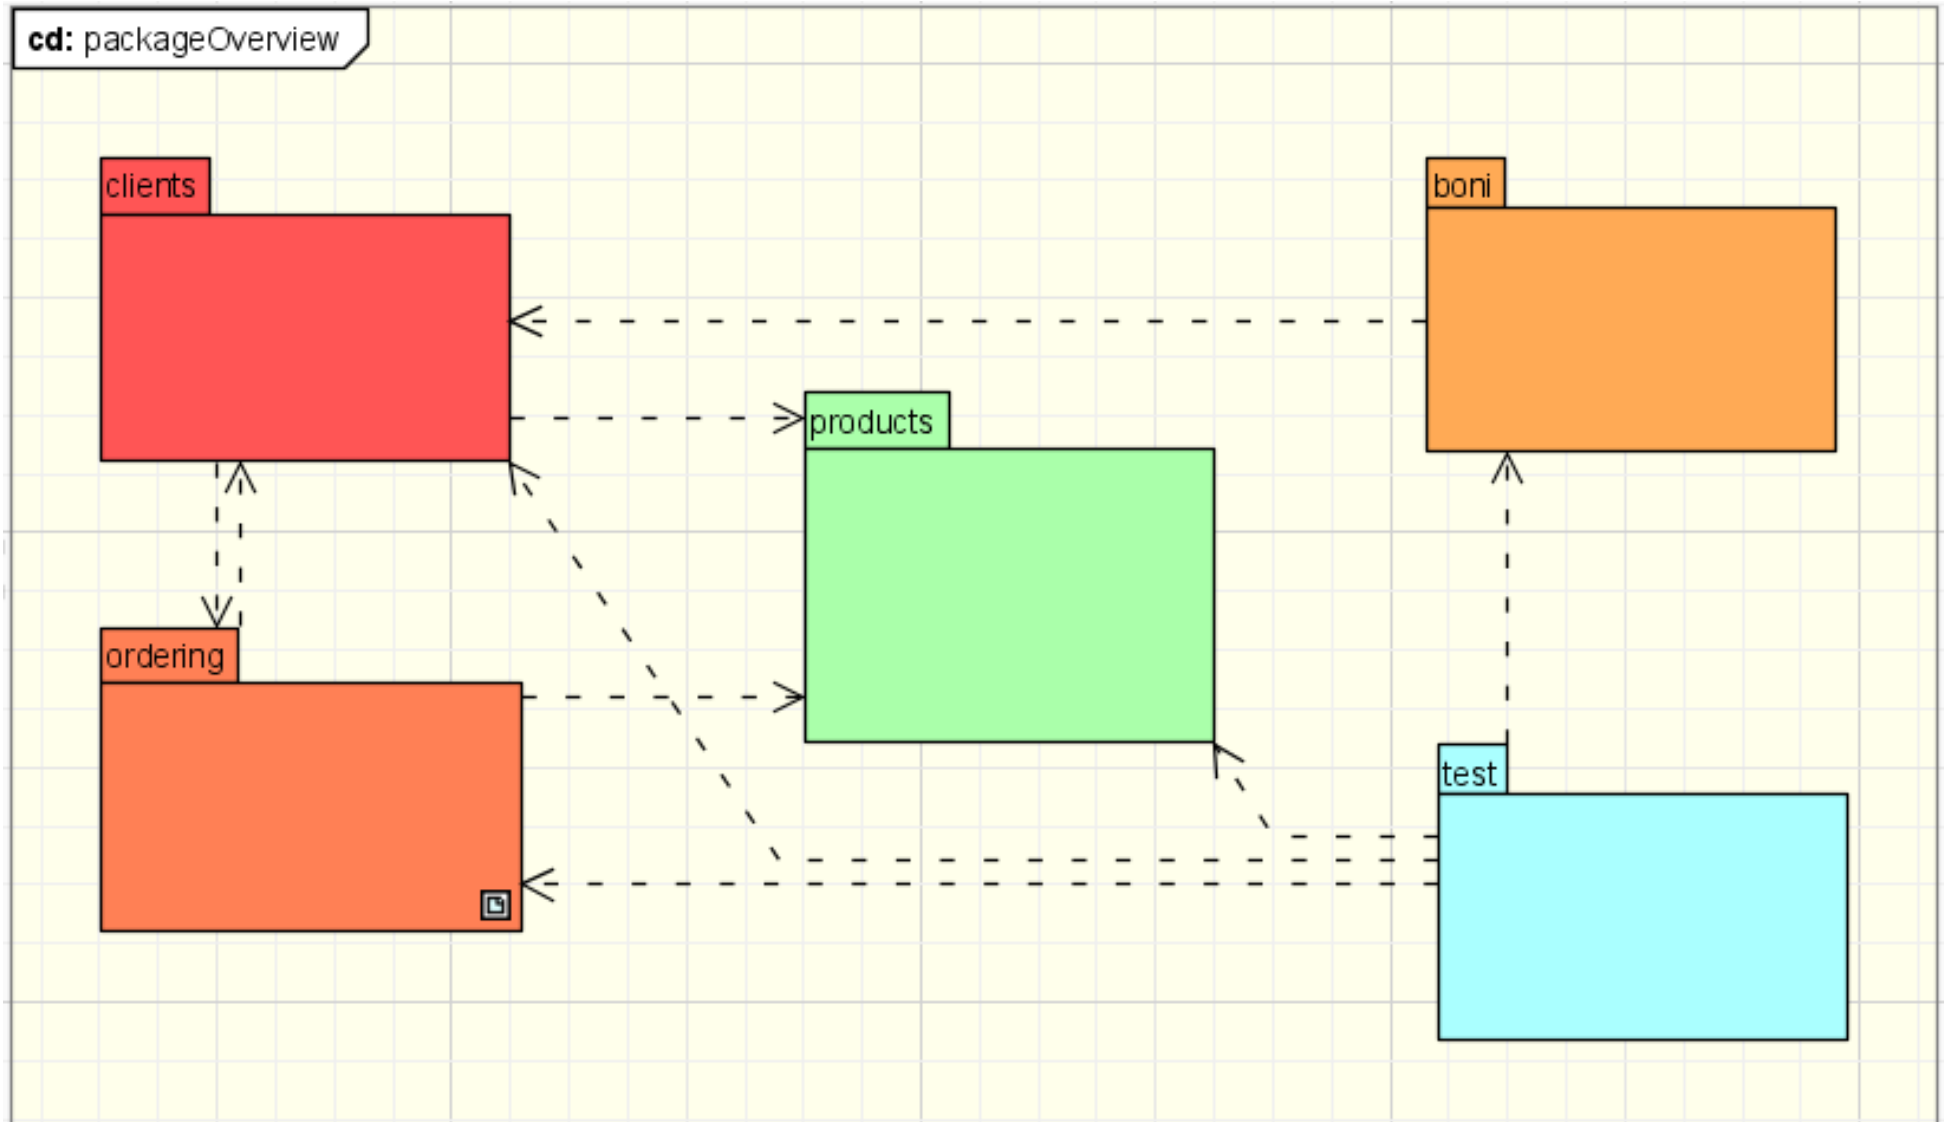 cd: packageOverview
clients
boni
products
ordering
test